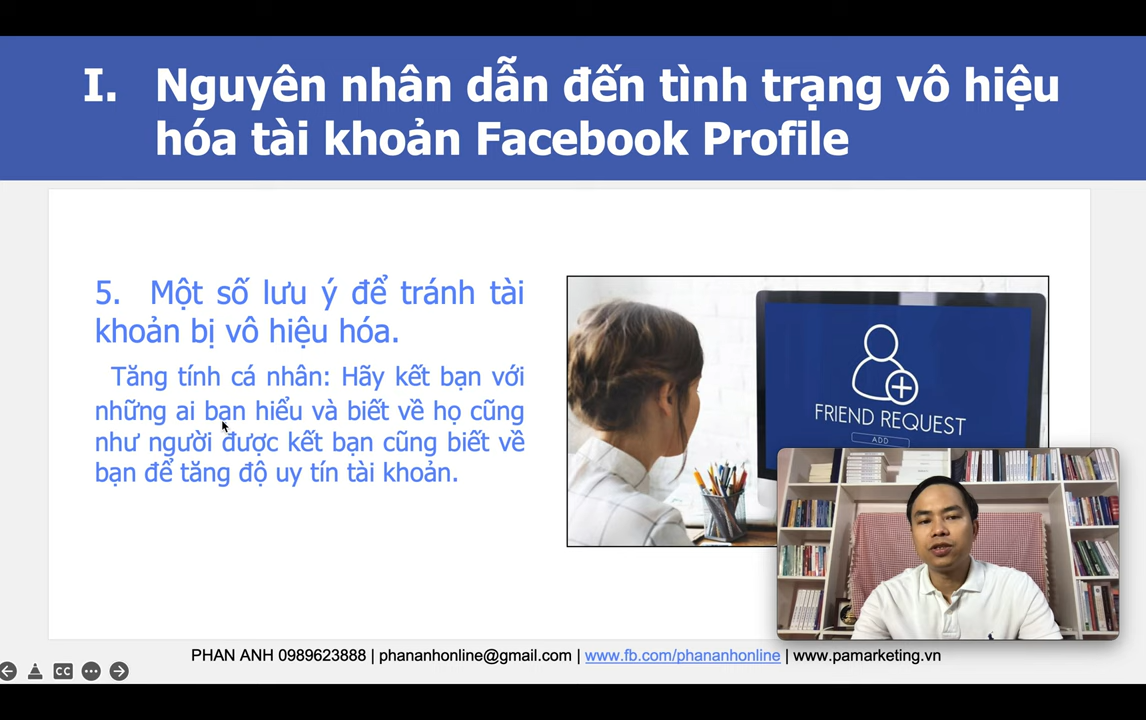 I. Nguyên nhân dẫn đến tình trạng vô hiệu
hóa tài khoản Facebook Profile
5. Một số lưu ý để tránh tài
khoản bị vô hiệu hóa.
Tăng tính cá nhân: Hãy kết bạn với
những ai bạn hiểu và biết về họ cũng
như người được kết bạn cũng biết về
bạn để tăng độ uy tín tài khoản.
FRIEND REQUEST
ADD
PHAN ANH 0989623888 | phananhonline@gmail.com | www.fb.com/phananhonline | www.pamarketing.vn
CC